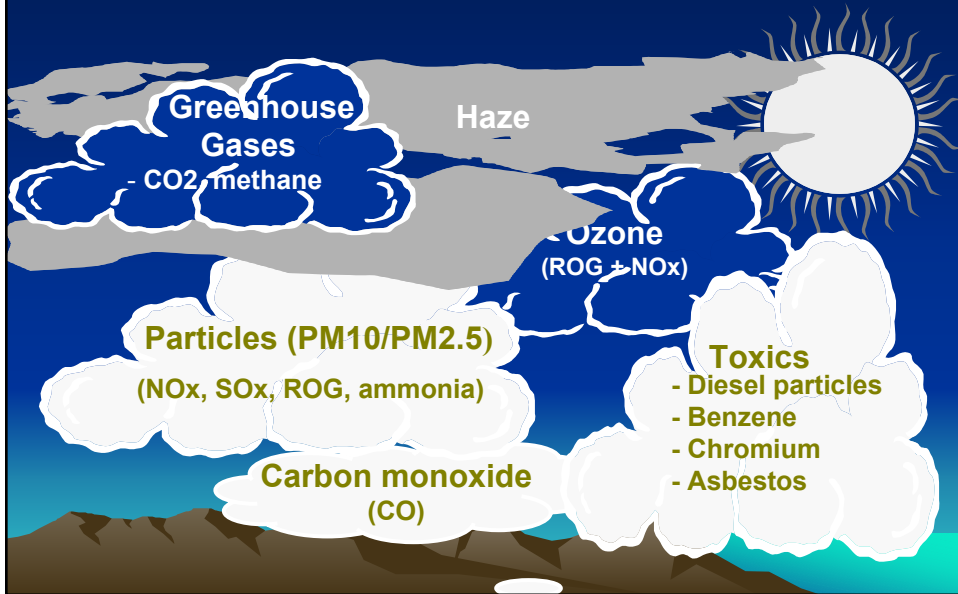 Greenhouse
Gases
- CO2, methane
Haze
Ozone
(ROG + NOx)
Particles (PM10/PM2.5)
(NOx, SOx, ROG, ammonia)
Toxics
- Diesel particles
- Benzene
- Chromium
- Asbestos
Carbon monoxide
(CO)